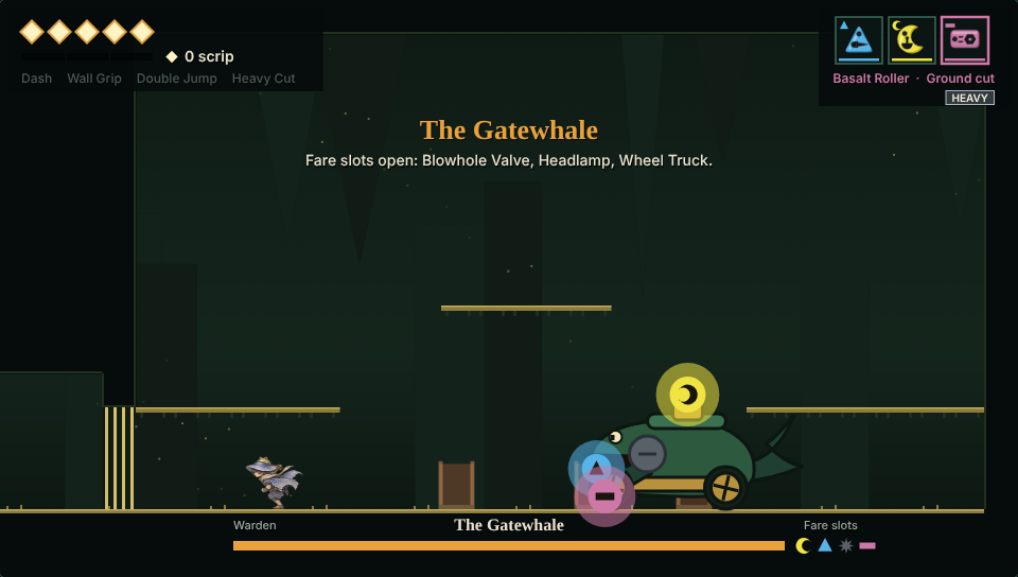 0 scrip
Dash Wall Grip Double Jump Heavy Cut
Basalt Roller · Ground cut
HEAVY
The Gatewhale
Fare slots open: Blowhole Valve, Headlamp, Wheel Truck.
Warden The Gatewhale Fare slots